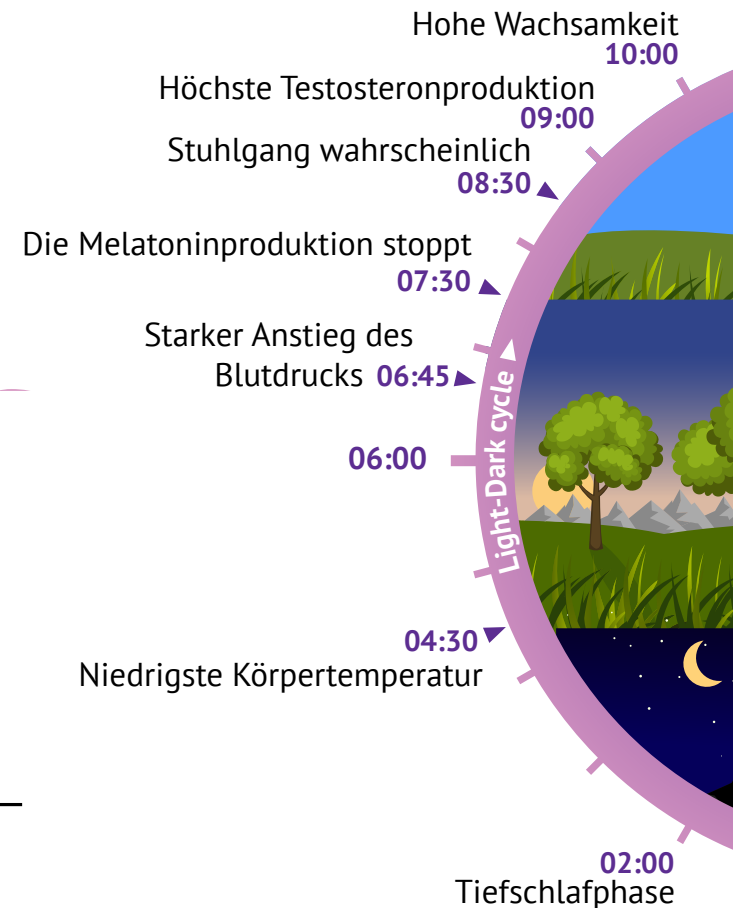 Hohe Wachsamkeit
10:00
Höchste Testosteronproduktion
09:00
Stuhlgang wahrscheinlich
08:30
Die Melatoninproduktion stoppt
07:30
Starker Anstieg des
Blutdrucks 06:45
06:00
Light-Dark cycle
04:30
Niedrigste Körpertemperatur
02:00
Tiefschlafphase